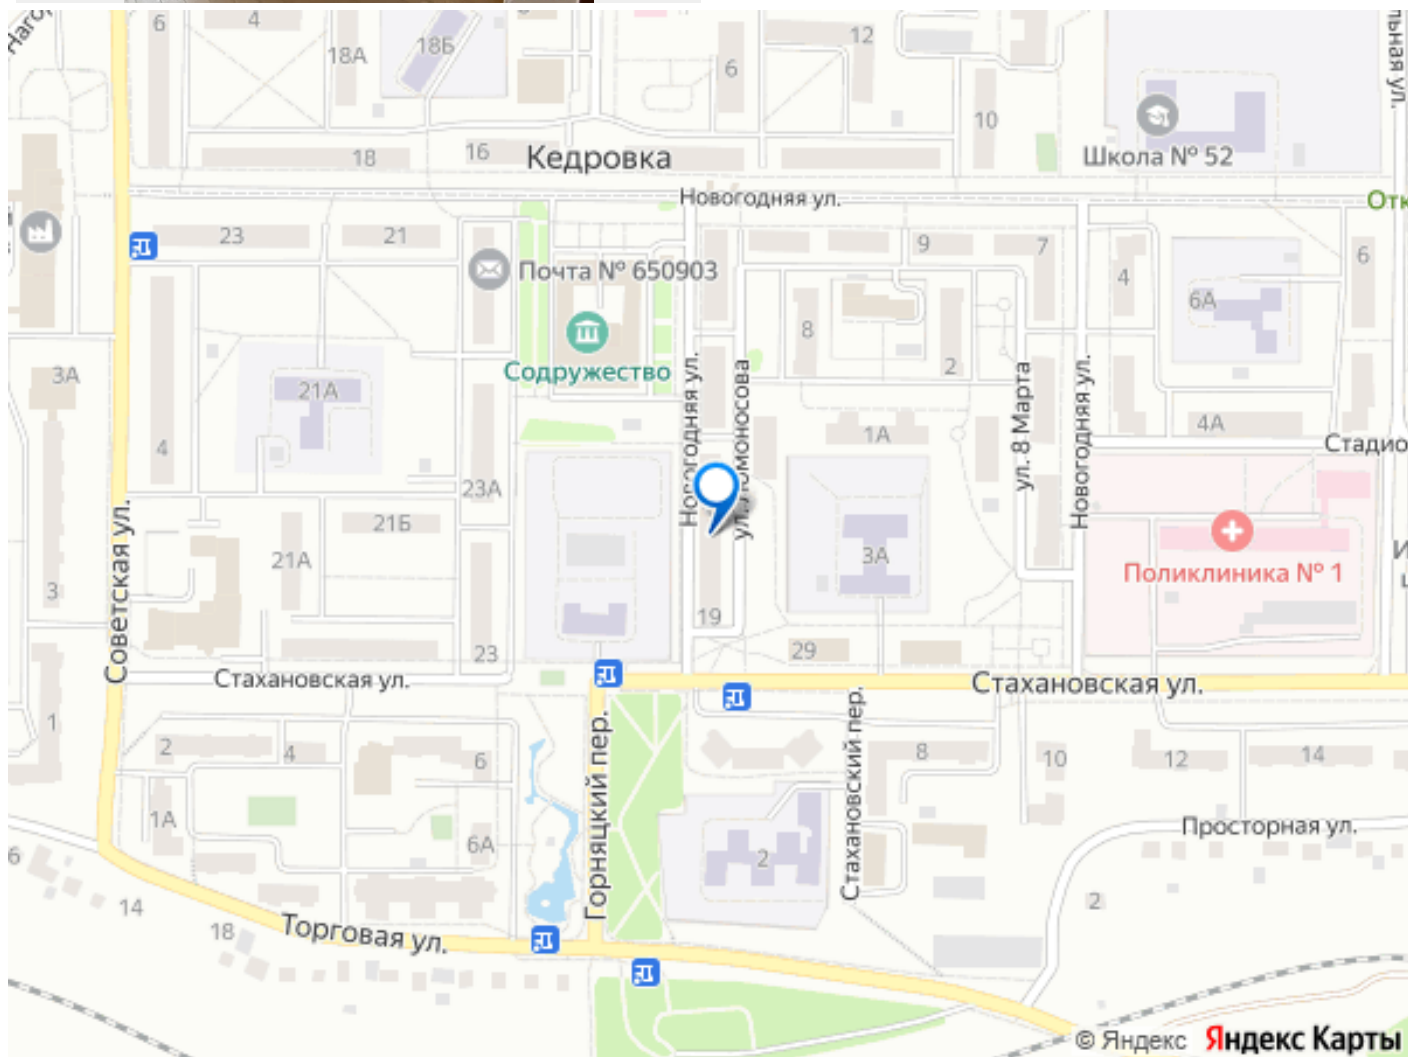 6
4
18А
18Б
12
6
10
18
16
Кедровка
Школа № 52
Новогодняя ул.
Отк
23
21
9
7
4
6
6А
Почта № 650903
Содружество
8
2
3А
21А
4
1А
4А
Стадио
Новогодняя ул.
ул. 8 Марта
Новогодняя ул.
23А
21Б
21А
3А
Поликлиника № 1
3
Советская ул.
19
29
23
Стахановская ул.
Стахановская ул.
1
2
4
6
8
10
12
14
Горняцкий пер.
Стахановский пер.
1А
6А
2
Просторная ул.
6
14
18
Торговая ул.
2
© Яндекс Яндекс Карты